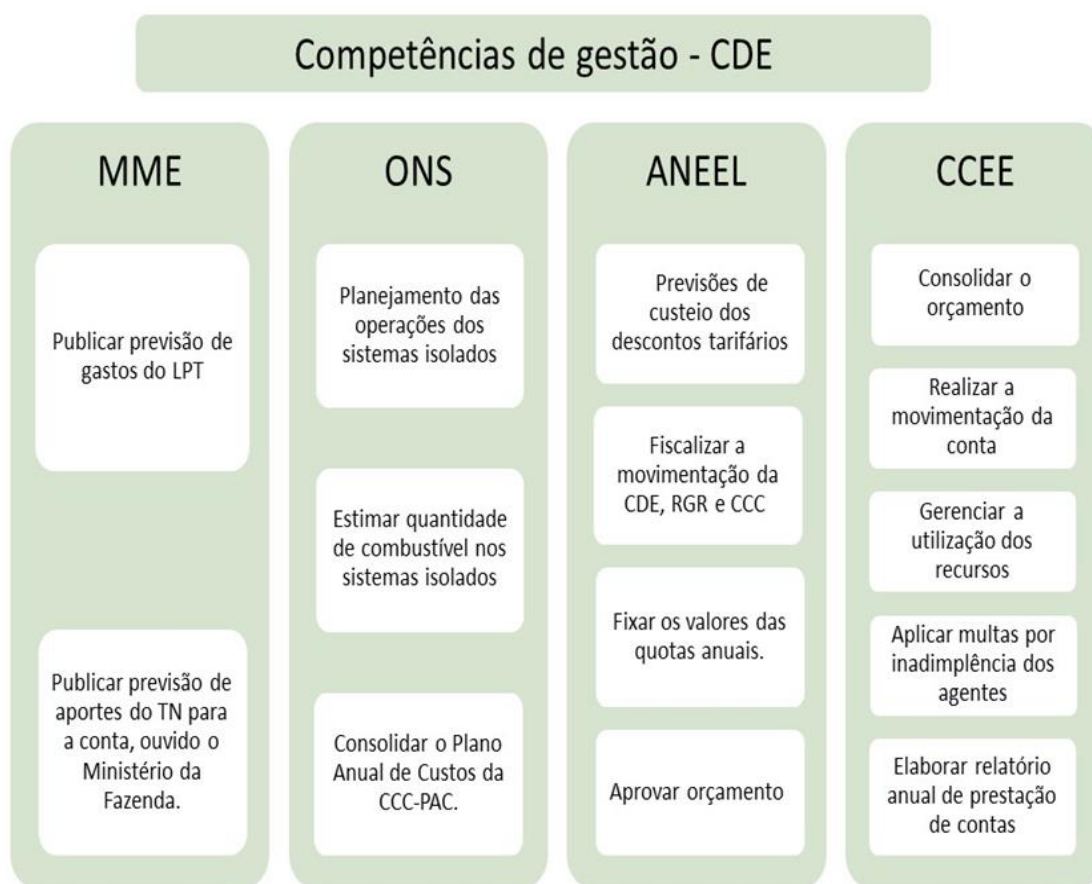 Competências de gestão - CDE
MME
Publicar previsão de
gastos do LPT
Publicar previsão de
aportes do TN para
a conta, ouvido o
Ministério da
Fazenda.
ONS
Planejamento das
operações dos
sistemas isolados
Estimar quantidade
de combustível nos
sistemas isolados
Consolidar o Plano
Anual de Custos da
CCC-PAC.
ANEEL
Previsões de
custeio dos
descontos tarifários
Fiscalizar a
movimentação da
CDE, RGR e CCC
Fixar os valores das
quotas anuais.
Aprovar orçamento
CCEE
Consolidar o
orçamento
Realizar a
movimentação da
conta
Gerenciar a
utilização dos
recursos
Aplicar multas por
inadimplência dos
agentes
Elaborar relatório
anual de prestação
de contas